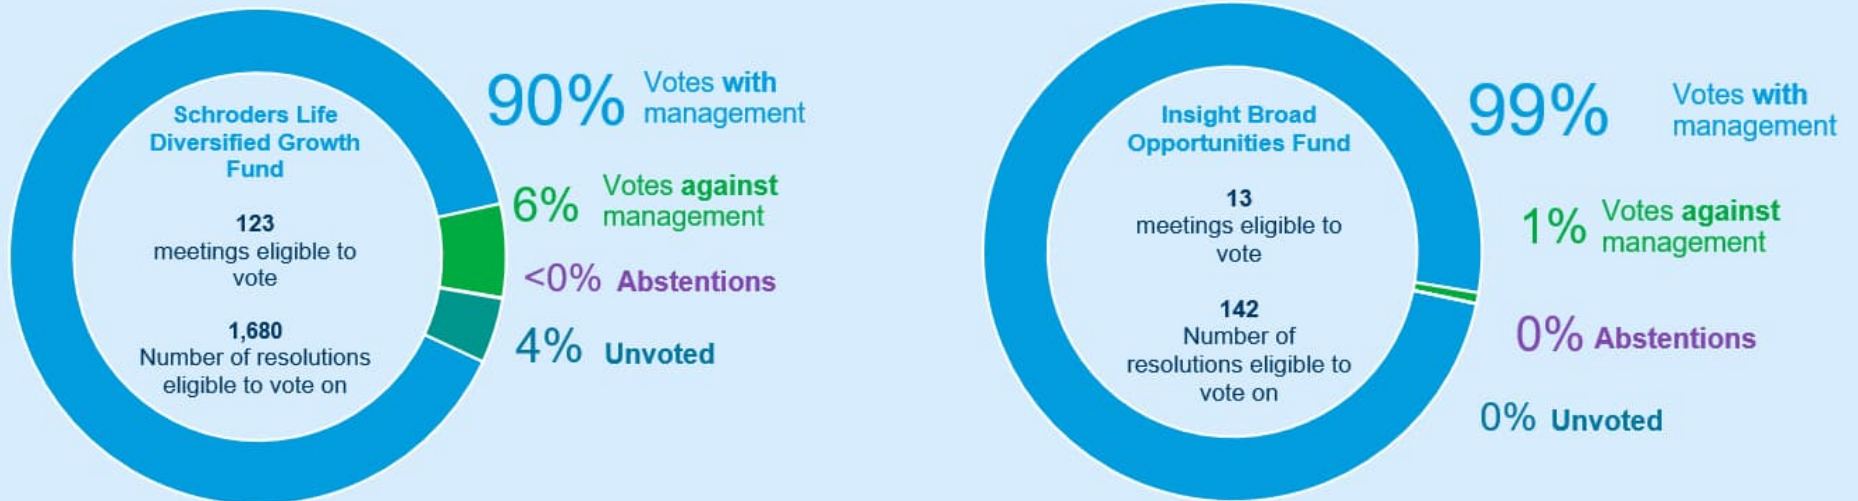 Schroders Life
Diversified Growth
Fund
123
meetings eligible to
vote
1,680
Number of resolutions
eligible to vote on
90%
Votes with
management
6%
Votes against
management
<0% Abstentions
4% Unvoted
Insight Broad
Opportunities Fund
13
meetings eligible to
vote
142
Number of
resolutions eligible to
vote on
99%
Votes with
management
1%
Votes against
management
0% Abstentions
0% Unvoted